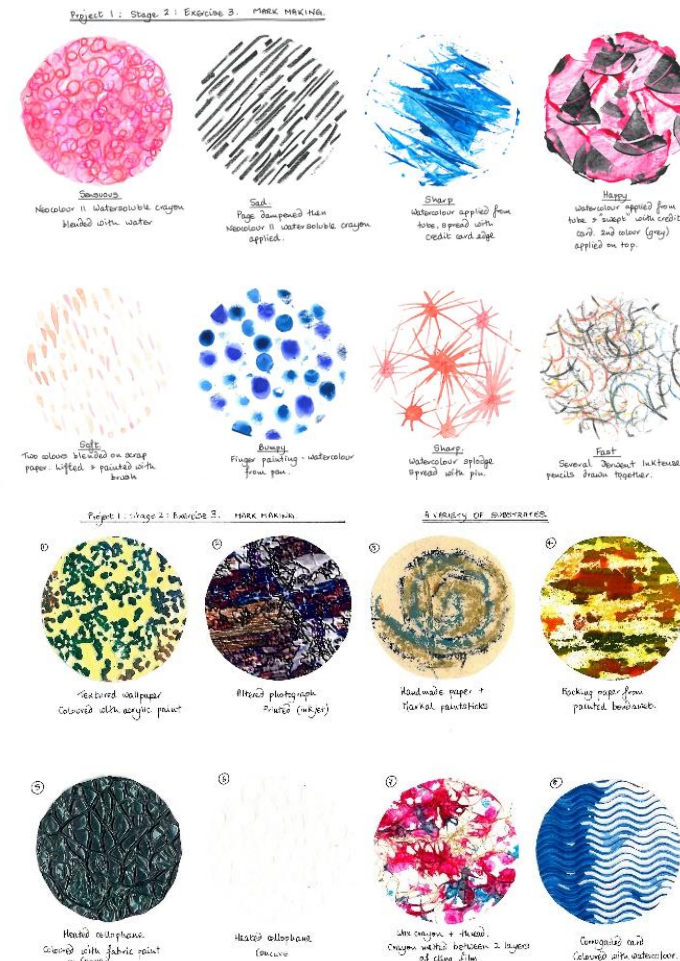 Project 1 : Stage 2 : Exercise 3. MARK MAKING.
Sensuous
Neocolour II Watersoluble crayon
blended with water
Sad.
Page dampened then
Neocolour II watersoluble crayon
applied.
Sharp
Watercolour applied from
tube, spread with
credit card edge
Happy
Watercolour applied from
tube & "swept" with credit
card. 2nd colour (grey)
applied on top.
Soft
Two colours blended on scrap
paper. Lifted & painted with
brush
Bumpy
Finger painting - watercolour
from pan.
Sharp.
Watercolour splodge
spread with pin.
Fast
Several Derwent Inktense
pencils drawn together.
Project 1 : Stage 2 : Exercise 3. MARK MAKING.
A VARIETY OF SUBSTRATES
1
Textured wallpaper
Coloured with acrylic paint
2
Altered photograph
Printed (inkjet)
3
Handmade paper +
Markal paintsticks
4
Backing paper from
painted bondaweb.
5
Heated cellophane
Coloured with fabric paint
6
Heated cellophane
7
Wax crayon + thread.
Crayon melted between 2 layers
of cling film
8
Corrugated card
Coloured with watercolour.